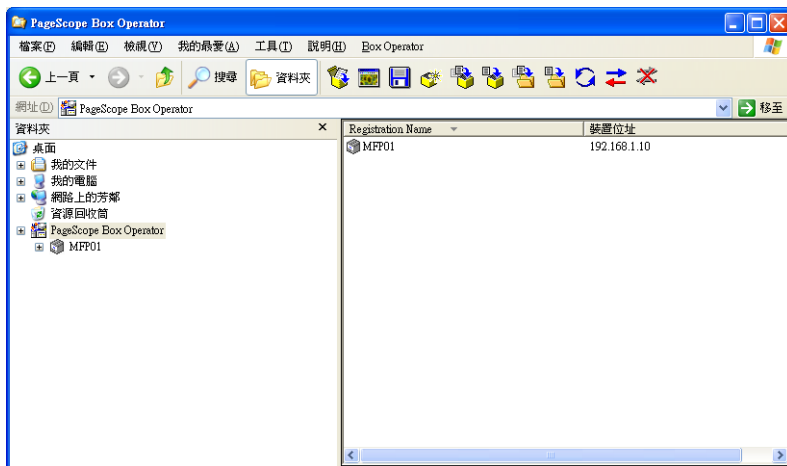 PageScope Box Operator
檔案(F) 編輯(E) 檢視(V) 我的最愛(A) 工具(T) 說明(H) Box Operator
上一頁 搜尋 資料夾
網址(D) PageScope Box Operator 移至
資料夾 × Registration Name 裝置位址
桌面 MFP01 192.168.1.10
我的文件
我的電腦
網路上的芳鄰
資源回收筒
PageScope Box Operator
MFP01